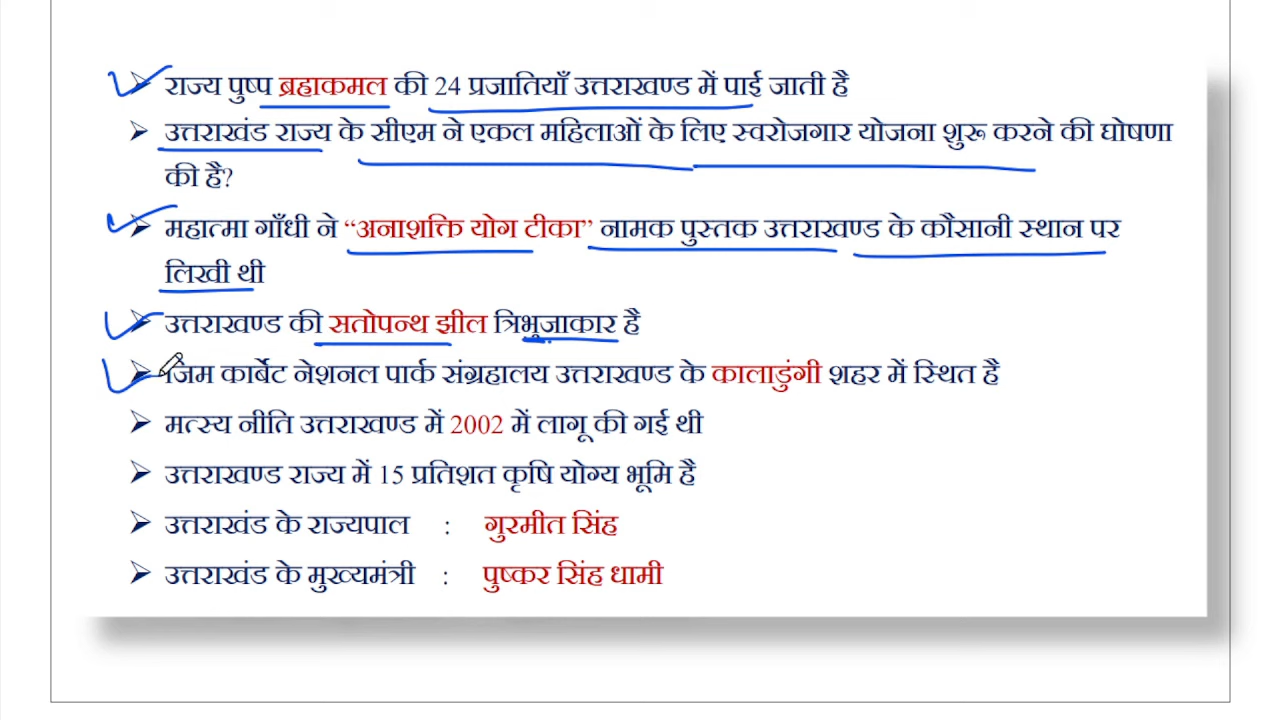 राज्य पुष्प ब्रहाकमल की 24 प्रजातियाँ उत्तराखण्ड में पाई जाती है
उत्तराखंड राज्य के सीएम ने एकल महिलाओं के लिए स्वरोजगार योजना शुरू करने की घोषणा
की है?
महात्मा गाँधी ने “अनाशक्ति योग टीका” नामक पुस्तक उत्तराखण्ड के कौसानी स्थान पर
लिखी थी
उत्तराखण्ड की सतोपन्थ झील त्रिभुजाकार है
जिम कार्बेट नेशनल पार्क संग्रहालय उत्तराखण्ड के कालाडुंगी शहर में स्थित है
मत्स्य नीति उत्तराखण्ड में 2002 में लागू की गई थी
उत्तराखण्ड राज्य में 15 प्रतिशत कृषि योग्य भूमि है
उत्तराखंड के राज्यपाल : गुरमीत सिंह
उत्तराखंड के मुख्यमंत्री : पुष्कर सिंह धामी